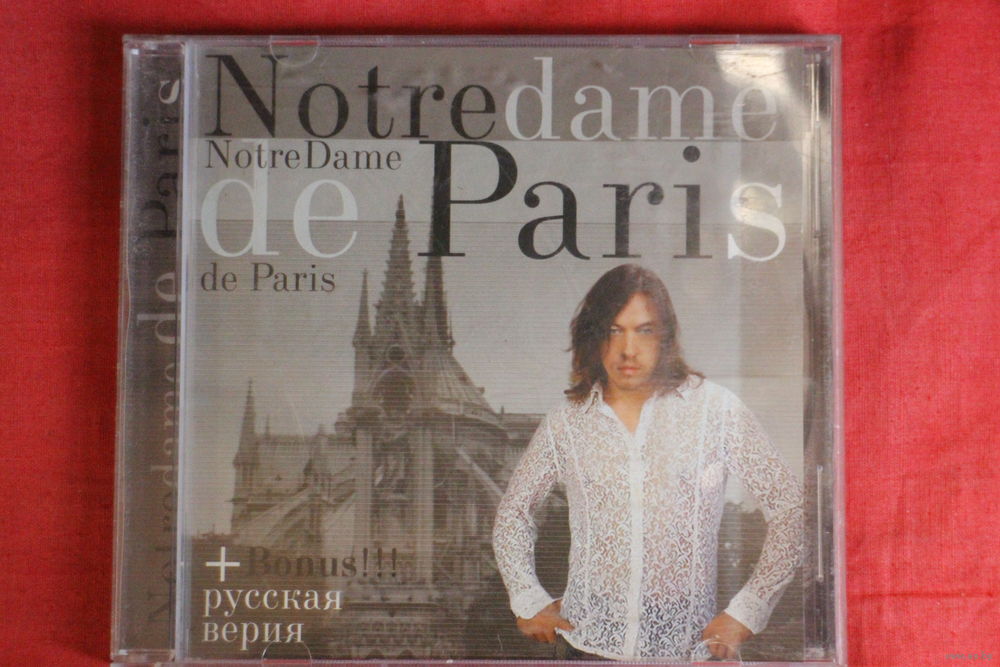 Notredame
NotreDame
de Paris
de Paris
+ Bonus!!!
русская
верия
Notredame de Paris